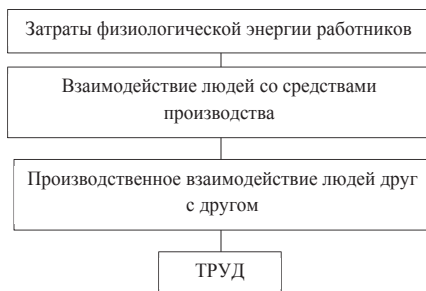 Затраты физиологической энергии работников
Взаимодействие людей со средствами
производства
Производственное взаимодействие людей друг
с другом
ТРУД